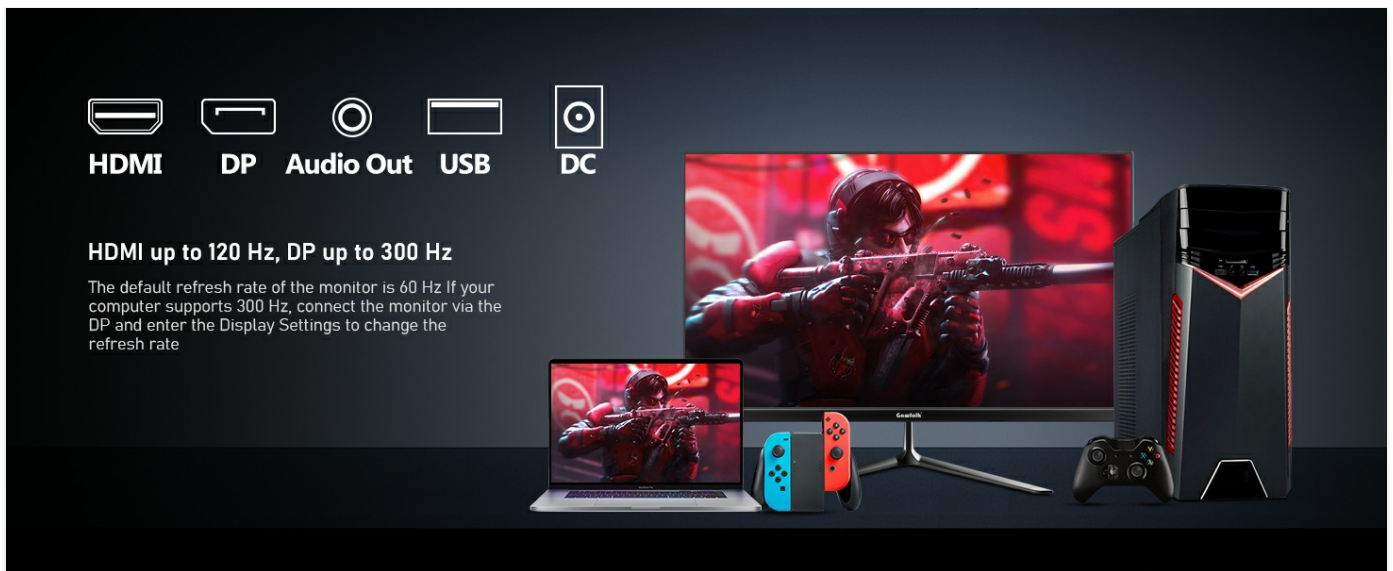 HDMI
DP
Audio Out
USB
DC
HDMI up to 120 Hz, DP up to 300 Hz
The default refresh rate of the monitor is 60 Hz If your
computer supports 300 Hz, connect the monitor via the
DP and enter the Display Settings to change the
refresh rate
Gawfolk